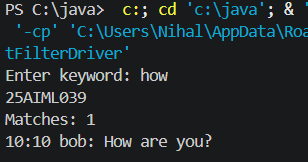 PS C:\java>  c:; cd 'c:\java'; &
'-cp' 'C:\Users\Nihal\AppData\Roa
tFilterDriver'
Enter keyword: how
25AIML039
Matches: 1
10:10 bob: How are you?